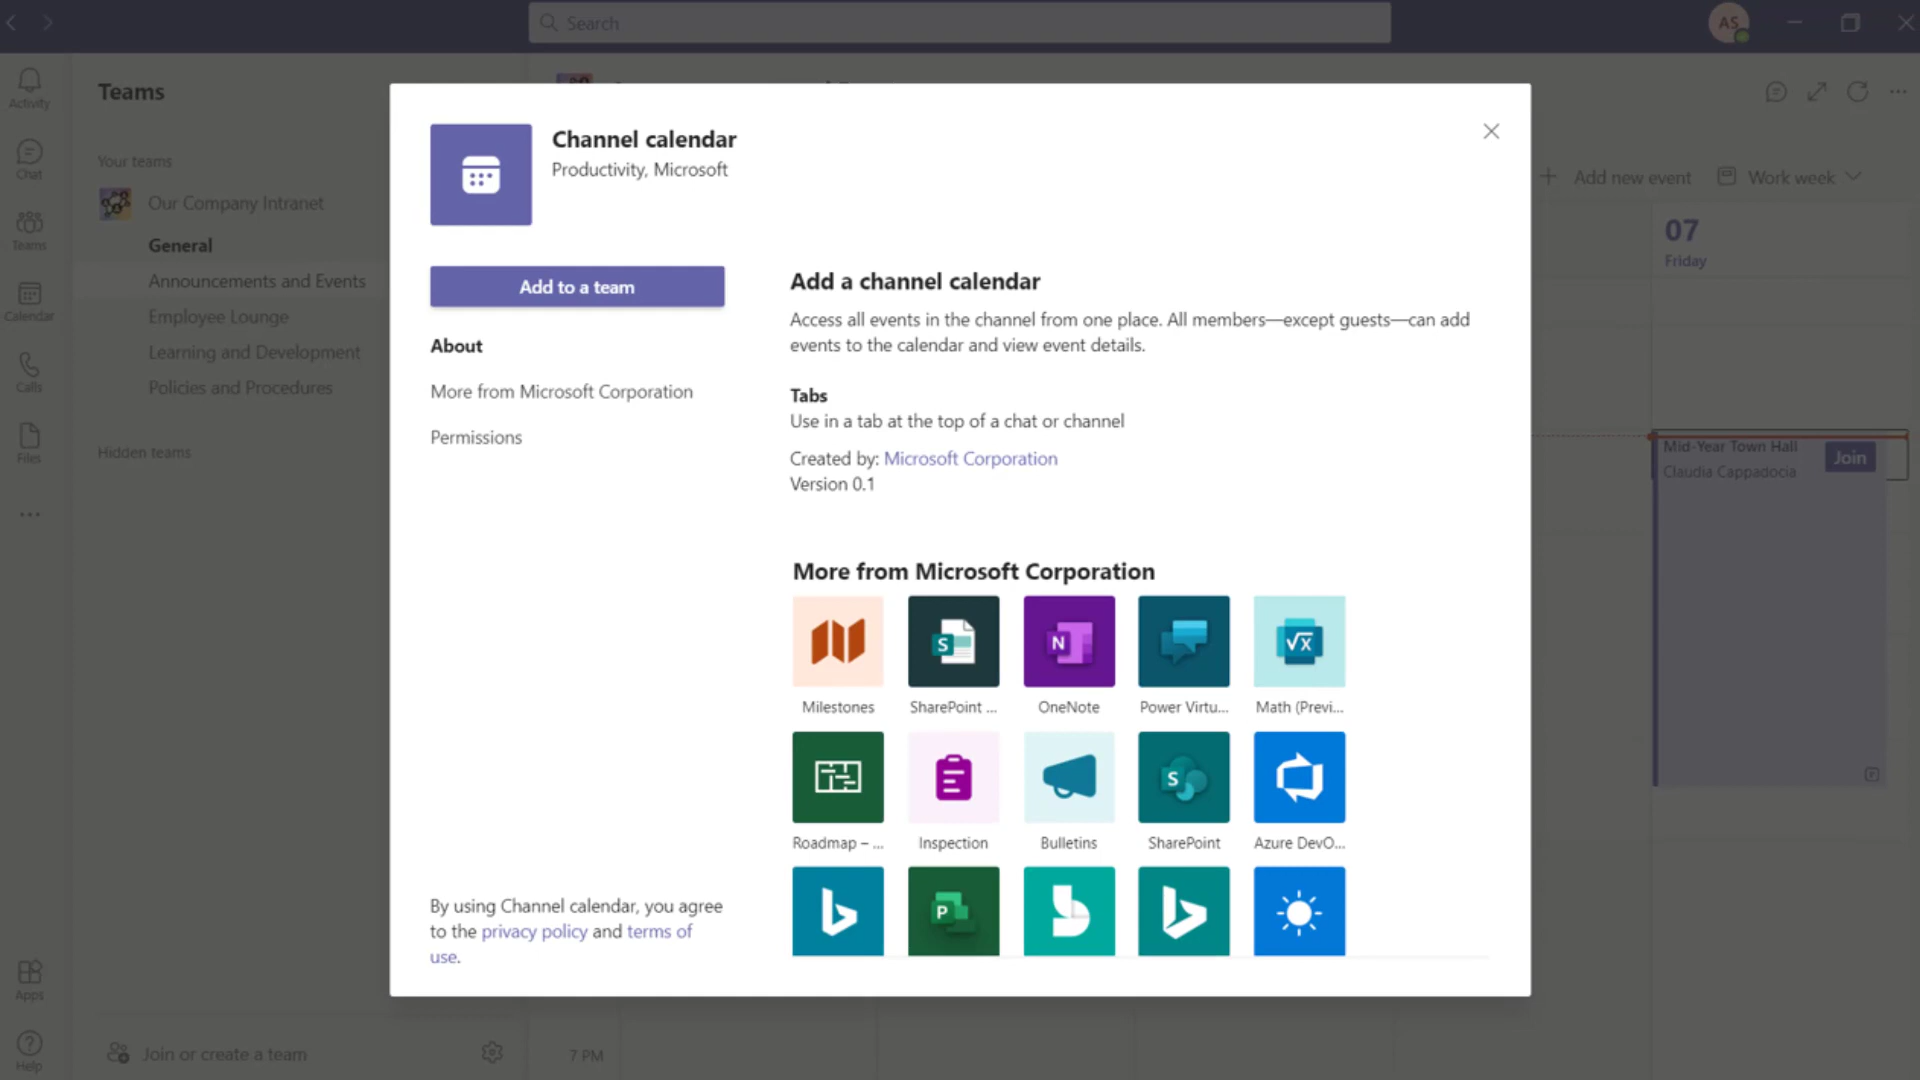 Search
AS
Activity
Chat
Teams
Calendar
Calls
Files
Apps
Help
Teams
Your teams
Our Company Intranet
General
Announcements and Events
Employee Lounge
Learning and Development
Policies and Procedures
Hidden teams
Join or create a team
Channel calendar
Productivity, Microsoft
Add to a team
About
More from Microsoft Corporation
Permissions
By using Channel calendar, you agree
to the privacy policy and terms of
use.
Add a channel calendar
Access all events in the channel from one place. All members—except guests—can add
events to the calendar and view event details.
Tabs
Use in a tab at the top of a chat or channel
Created by: Microsoft Corporation
Version 0.1
More from Microsoft Corporation
Milestones
SharePoint ...
OneNote
Power Virtu...
Math (Previ...
Roadmap – ...
Inspection
Bulletins
SharePoint
Azure DevO...
Add new event
Work week
07
Friday
Mid-Year Town Hall
Claudia Cappadocia
Join
7 PM